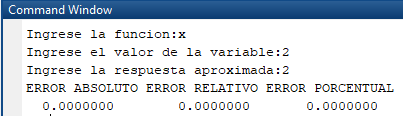 Command Window
Ingrese la funcion:x
Ingrese el valor de la variable:2
Ingrese la respuesta aproximada:2
ERROR ABSOLUTO ERROR RELATIVO ERROR PORCENTUAL
0.0000000 0.0000000 0.0000000